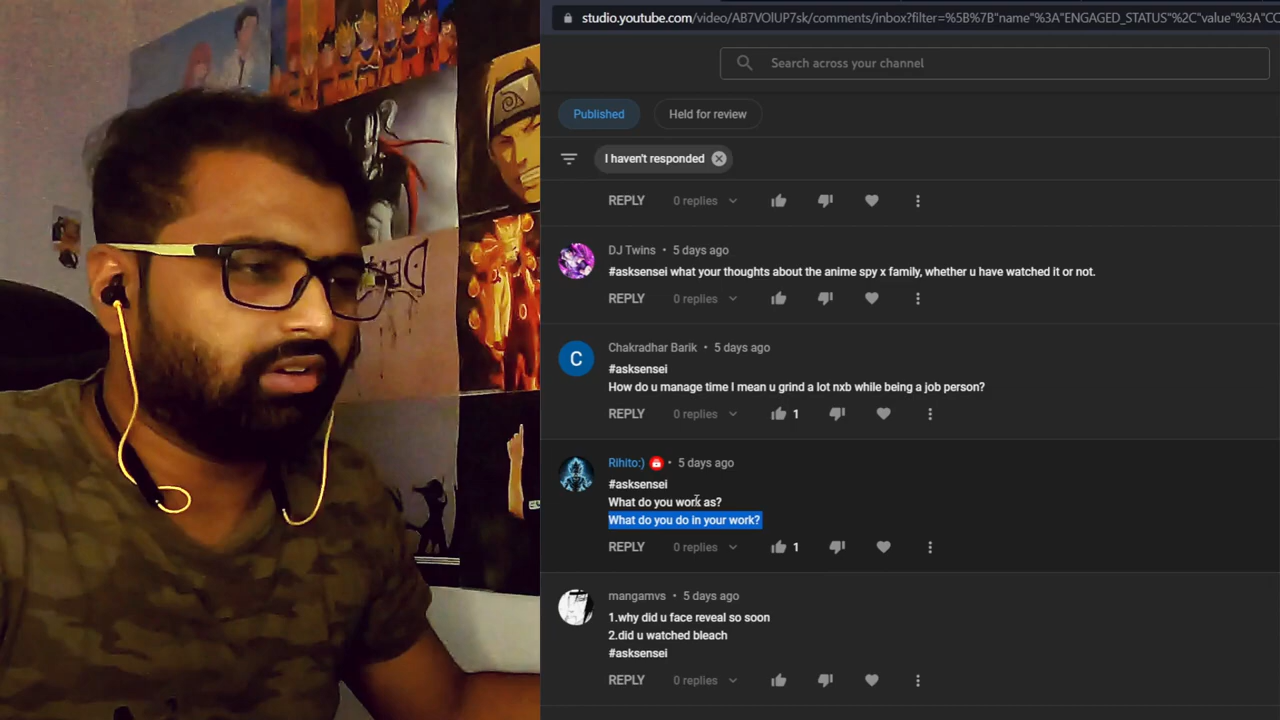 studio.youtube.com/video/AB7VOlUP7sk/comments/inbox?filter=%5B%7B"name"%3A"ENGAGED_STATUS"%2C"value"%3A"CO
Search across your channel
Published
Held for review
I haven't responded
REPLY 0 replies
DJ Twins • 5 days ago
#asksensei what your thoughts about the anime spy x family, whether u have watched it or not.
REPLY 0 replies
C
Chakradhar Barik • 5 days ago
#asksensei
How do u manage time I mean u grind a lot nxb while being a job person?
REPLY 0 replies 1
Rihito:) • 5 days ago
#asksensei
What do you work as?
What do you do in your work?
REPLY 0 replies 1
mangamvs • 5 days ago
1.why did u face reveal so soon
2.did u watched bleach
#asksensei
REPLY 0 replies